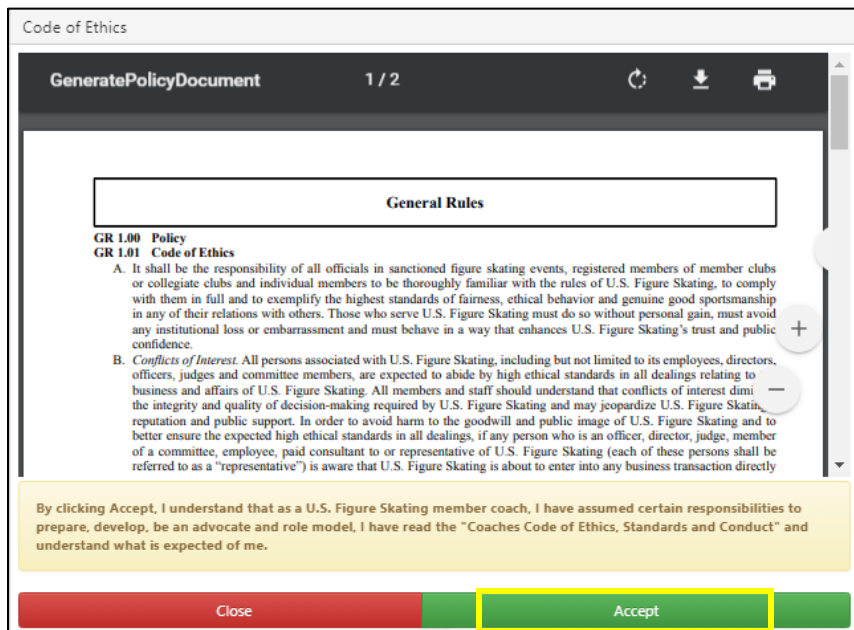 Code of Ethics
GeneratePolicyDocument 1 / 2
General Rules
GR 1.00 Policy
GR 1.01 Code of Ethics
A. It shall be the responsibility of all officials in sanctioned figure skating events, registered members of member clubs
or collegiate clubs and individual members to be thoroughly familiar with the rules of U.S. Figure Skating, to comply
with them in full and to exemplify the highest standards of fairness, ethical behavior and genuine good sportsmanship
in any of their relations with others. Those who serve U.S. Figure Skating must do so without personal gain, must avoid
any institutional loss or embarrassment and must behave in a way that enhances U.S. Figure Skating's trust and public
confidence.
B. Conflicts of Interest. All persons associated with U.S. Figure Skating, including but not limited to its employees, directors,
officers, judges and committee members, are expected to abide by high ethical standards in all dealings relating to
business and affairs of U.S. Figure Skating. All members and staff should understand that conflicts of interest
the integrity and quality of decision-making required by U.S. Figure Skating and may jeopardize U.S. Figure
reputation and public support. In order to avoid harm to the goodwill and public image of U.S. Figure Skating and to
better ensure the expected high ethical standards in all dealings, if any person who is an officer, director, judge, member
of a committee, employee, paid consultant to or representative of U.S. Figure Skating (each of these persons shall be
referred to as a "representative") is aware that U.S. Figure Skating is about to enter into any business transaction directly
By clicking Accept, I understand that as a U.S. Figure Skating member coach, I have assumed certain responsibilities to
prepare, develop, be an advocate and role model, I have read the "Coaches Code of Ethics, Standards and Conduct" and
understand what is expected of me.
Close Accept